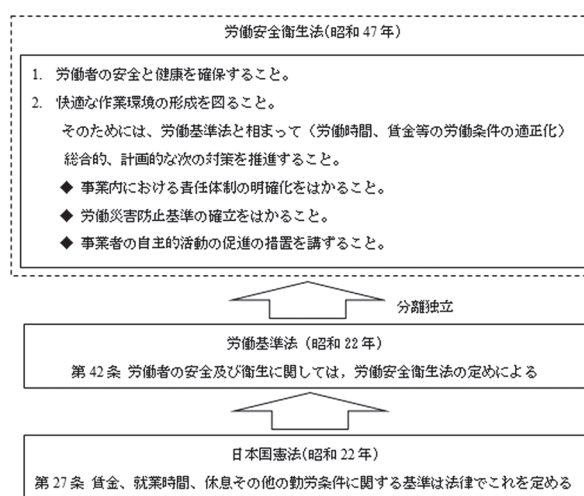 労働安全衛生法(昭和 47 年)
1. 労働者の安全と健康を確保すること。
2. 快適な作業環境の形成を図ること。
そのためには、労働基準法と相まって（労働時間、賃金等の労働条件の適正化）
総合的、計画的な次の対策を推進すること。
◆ 事業内における責任体制の明確化をはかること。
◆ 労働災害防止基準の確立をはかること。
◆ 事業者の自主的活動の促進の措置を講ずること。
分離独立
労働基準法（昭和 22 年）
第 42 条 労働者の安全及び衛生に関しては，労働安全衛生法の定めによる
日本国憲法(昭和 22 年)
第 27 条 賃金、就業時間、休息その他の勤労条件に関する基準は法律でこれを定める